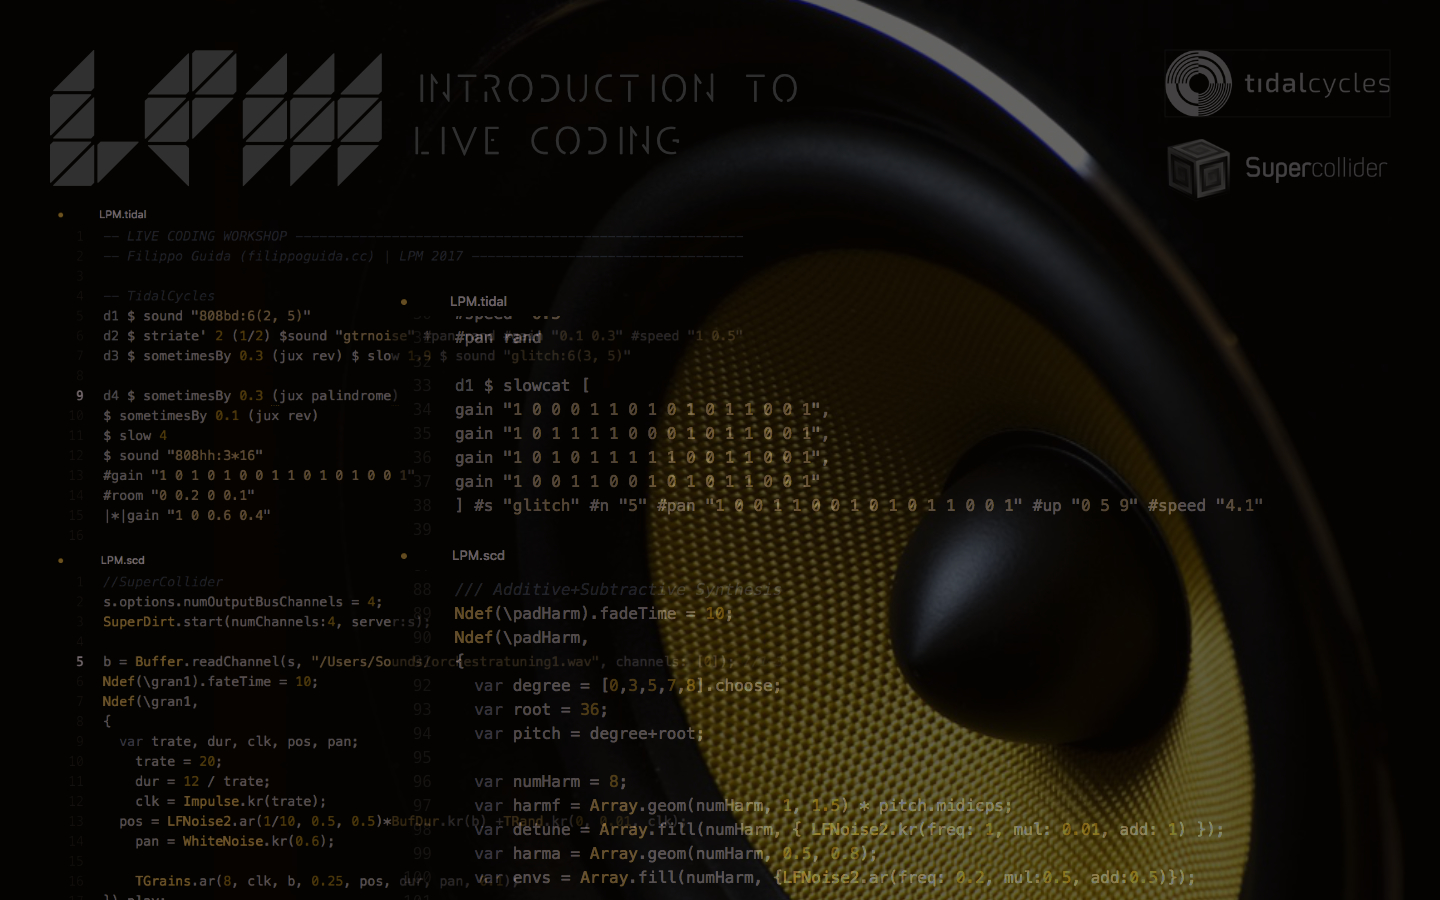 LPM
INTRODUCTION TO
LIVE CODING
tidalcycles
Supercollider
LPM.tidal
1 -- LIVE CODING WORKSHOP --------------------------------------------------------
2 -- Filippo Guida (filippoguida.cc) | LPM 2017 ----------------------------------
3
4 -- TidalCycles
5 d1 $ sound "808bd:6(2, 5)"
6 d2 $ striate' 2 (1/2) $sound "gtrnoise" #pan rand #gain "0.1 0.3" #speed "1 0.5"
7 d3 $ sometimesBy 0.3 (jux rev) $ slow 1.5 $ sound "glitch:6(3, 5)"
8
9 d4 $ sometimesBy 0.3 (jux palindrome)
10 $ sometimesBy 0.1 (jux rev)
11 $ slow 4
12 $ sound "808hh:3*16"
13 #gain "1 0 1 0 1 0 0 1 1 0 1 0 1 0 0 1"
14 #room "0 0.2 0 0.1"
15 |*|gain "1 0 0.6 0.4"
16
LPM.tidal
#speed "0.5"
#pan rand
32
33 d1 $ slowcat [
34 gain "1 0 0 0 1 1 0 1 0 1 0 1 1 0 0 1",
35 gain "1 0 1 1 1 1 0 0 0 1 0 1 1 0 0 1",
36 gain "1 0 1 0 1 1 1 1 1 0 0 1 1 0 0 1",
37 gain "1 0 0 1 1 0 0 1 0 1 0 1 1 0 0 1"
38 ] #s "glitch" #n "5" #pan "1 0 0 1 1 0 0 1 0 1 0 1 1 0 0 1" #up "0 5 9" #speed "4.1"
39
LPM.scd
1 //SuperCollider
2 s.options.numOutputBusChannels = 4;
3 SuperDirt.start(numChannels:4, server:s);
4
5 b = Buffer.readChannel(s, "/Users/Sounds/orchestratuning1.wav", channels: [0]);
6 Ndef(\gran1).fateTime = 10;
7 Ndef(\gran1,
8 {
9 var trate, dur, clk, pos, pan;
10 trate = 20;
11 dur = 12 / trate;
12 clk = Impulse.kr(trate);
13 pos = LFNoise2.ar(1/10, 0.5, 0.5)*BufDur.kr(b) +TRand.kr(0, 0.01, clk);
14 pan = WhiteNoise.kr(0.6);
15
16 TGrains.ar(8, clk, b, 0.25, pos, dur, pan,
}).play;
LPM.scd
88 /// Additive+Subtractive Synthesis
89 Ndef(\padHarm).fadeTime = 10;
90 Ndef(\padHarm,
{
92 var degree = [0,3,5,7,8].choose;
93 var root = 36;
94 var pitch = degree+root;
95
96 var numHarm = 8;
97 var harmf = Array.geom(numHarm, 1, 1.5) * pitch.midicps;
98 var detune = Array.fill(numHarm, { LFNoise2.kr(freq: 1, mul: 0.01, add: 1) });
99 var harma = Array.geom(numHarm, 0.5, 0.8);
100 var envs = Array.fill(numHarm, {LFNoise2.ar(freq: 0.2, mul:0.5, add:0.5)});